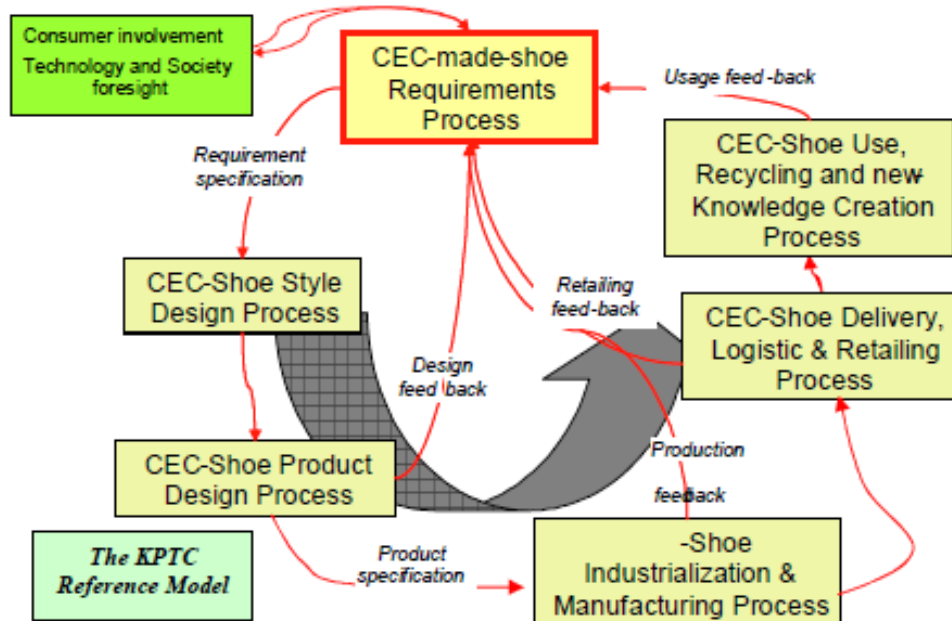 Consumer involvement
Technology and Society
foresight
CEC-made-shoe
Requirements
Process
Usage feed -back
Requirement
specification
CEC-Shoe Use,
Recycling and new-
Knowledge Creation
Process
CEC-Shoe Style
Design Process
Retailing
feed-back
CEC-Shoe Delivery,
Logistic & Retailing
Process
Design
feed back
CEC-Shoe Product
Design Process
Production
feedback
The KPTC
Reference Model
Product
specification
-Shoe
Industrialization &
Manufacturing Process